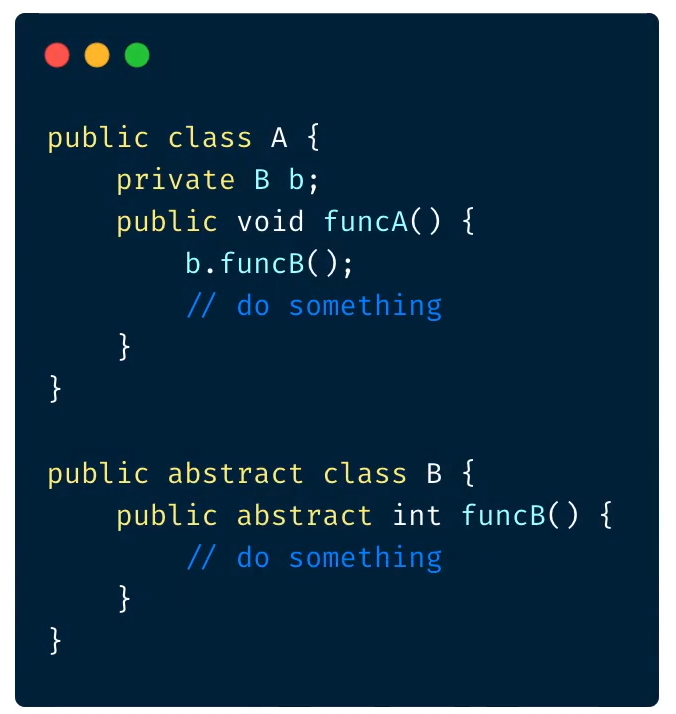 public class A {
    private B b;
    public void funcA() {
        b.funcB();
        // do something
    }
}
public abstract class B {
    public abstract int funcB() {
        // do something
    }
}